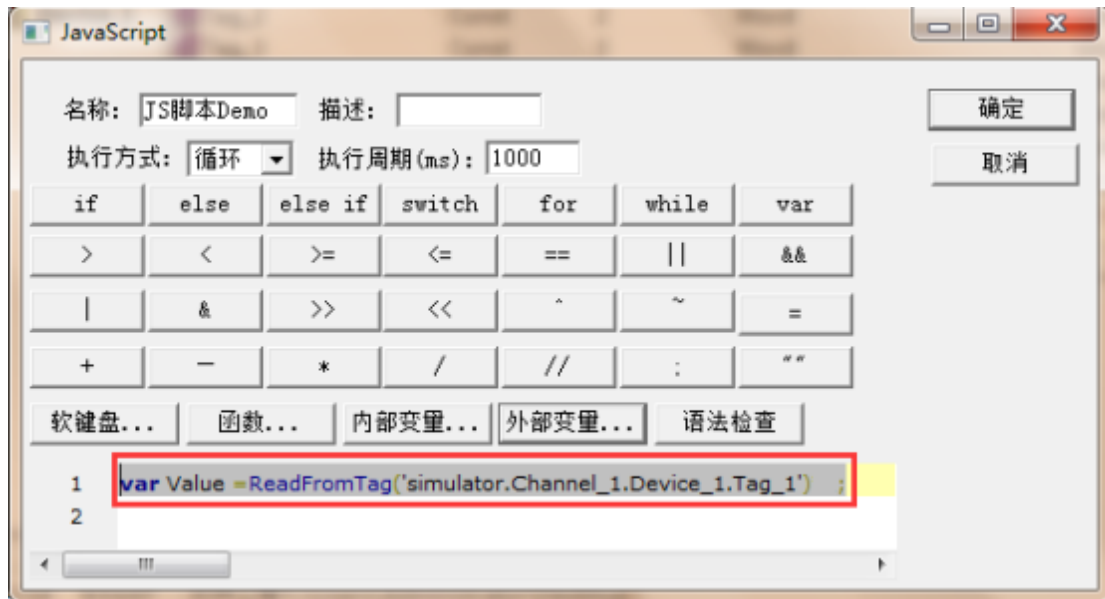 JavaScript
名称: JS脚本Demo 描述: 确定
执行方式: 循环 执行周期(ms): 1000 取消
if else else if switch for while var
> < >= <= == || &&
| & >> << ^ ~ =
+ - * / // ; ""
软键盘... 函数... 内部变量... 外部变量... 语法检查
1 var Value =ReadFromTag('simulator.Channel_1.Device_1.Tag_1') ;
2